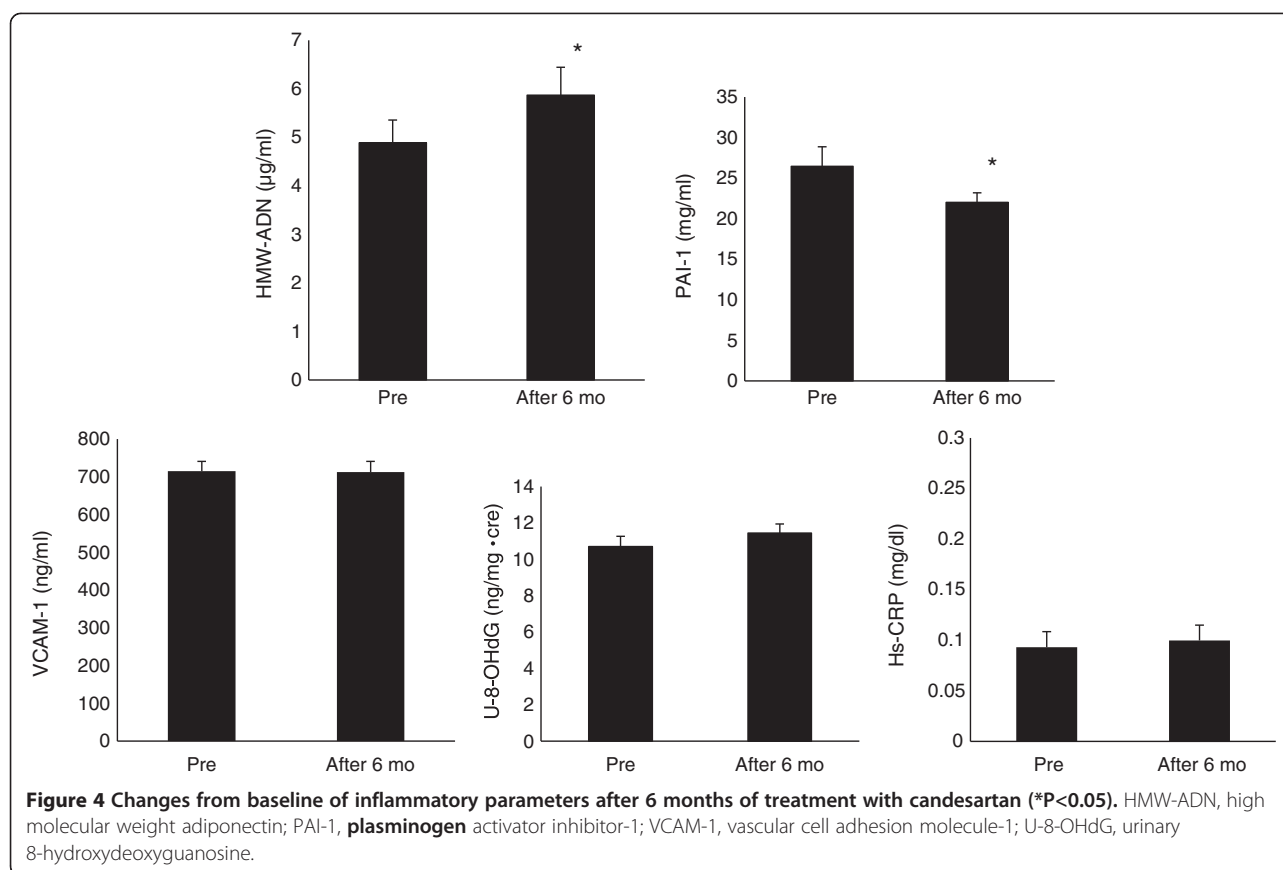 7
6
5
4
3
2
1
0
HMW-ADN (µg/ml)
*
Pre
After 6 mo
35
30
25
20
15
10
5
0
PAI-1 (mg/ml)
*
Pre
After 6 mo
800
700
600
500
400
300
200
100
0
VCAM-1 (ng/ml)
Pre
After 6 mo
14
12
10
8
6
4
2
0
U-8-OHdG (ng/mg •cre)
Pre
After 6 mo
0.3
0.25
0.2
0.15
0.1
0.05
0
Hs-CRP (mg/dl)
Pre
After 6 mo
Figure 4 Changes from baseline of inflammatory parameters after 6 months of treatment with candesartan (*P<0.05). HMW-ADN, high
molecular weight adiponectin; PAI-1, plasminogen activator inhibitor-1; VCAM-1, vascular cell adhesion molecule-1; U-8-OHdG, urinary
8-hydroxydeoxyguanosine.